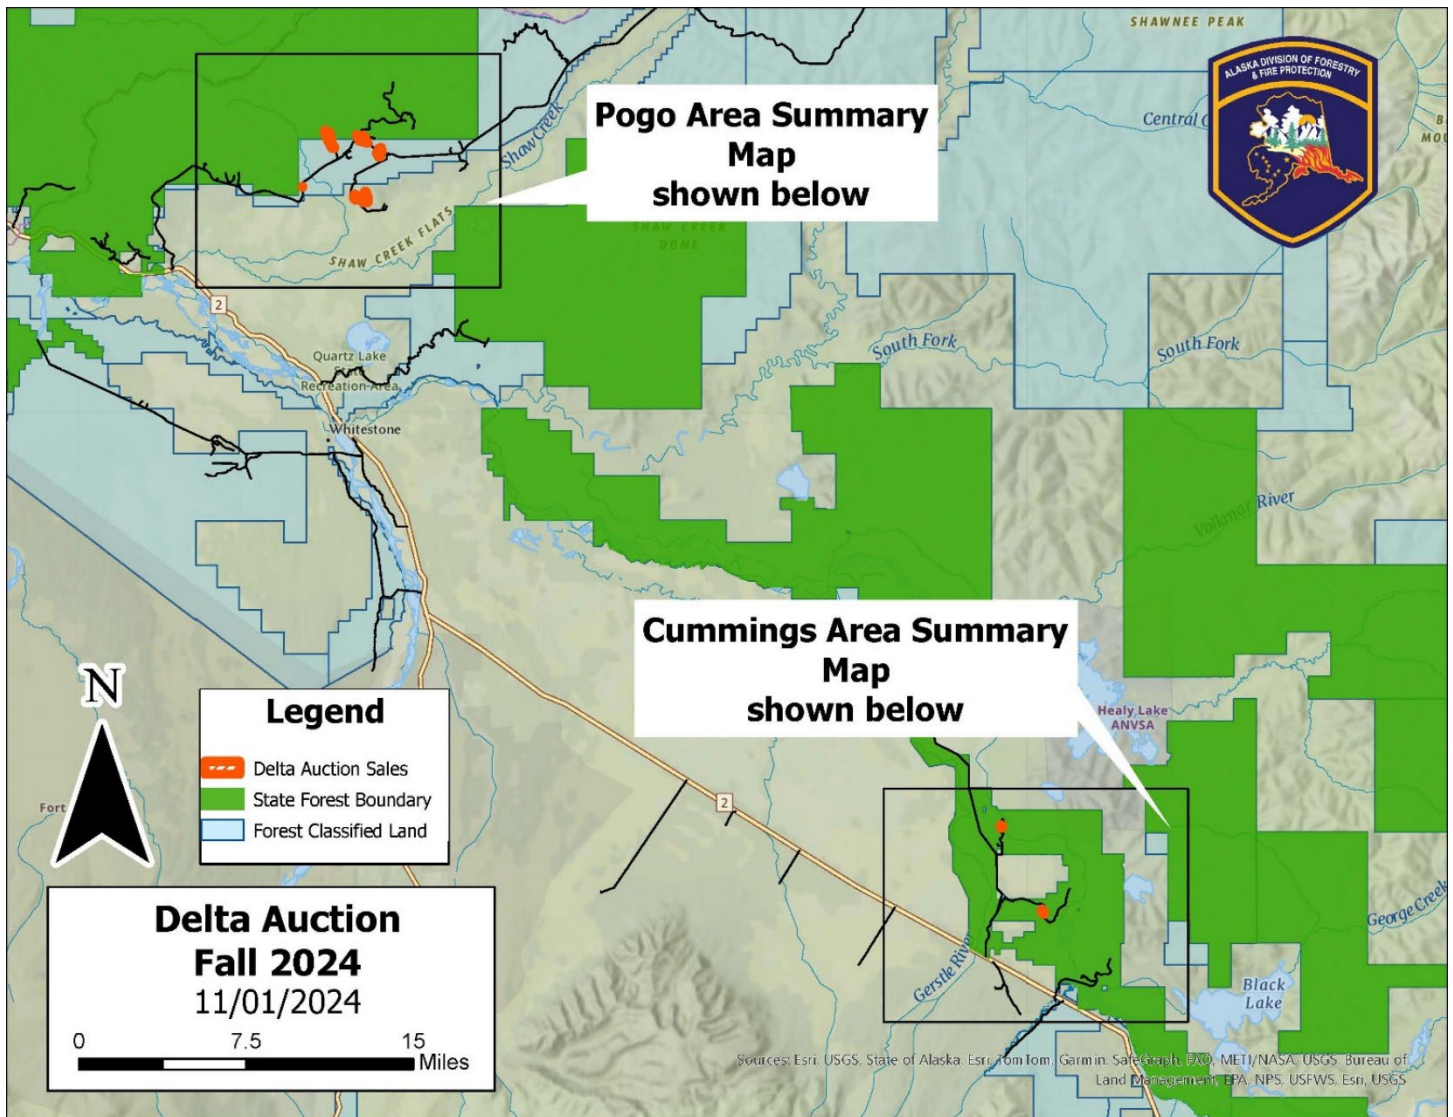 SHAWNEE PEAK
ALASKA DIVISION OF FORESTRY
& FIRE PROTECTION
Pogo Area Summary
Map
shown below
Shaw Creek
Central
SHAW CREEK FLATS
SHAW CREEK
DOME
2
Quartz Lake
State
Recreation Area
South Fork
South Fork
Whitestone
Volkmar River
Cummings Area Summary
Map
shown below
Healy Lake
ANVSA
N
Legend
Delta Auction Sales
State Forest Boundary
Forest Classified Land
Fort
2
George Creek
Gerstle River
Black
Lake
Delta Auction
Fall 2024
11/01/2024
0 7.5 15
Miles
Sources: Esri, USGS, State of Alaska, Esri, TomTom, Garmin, SafeGraph, FAO, METI/NASA, USGS, Bureau of
Land Management, EPA, NPS, USFWS, Esri, USGS